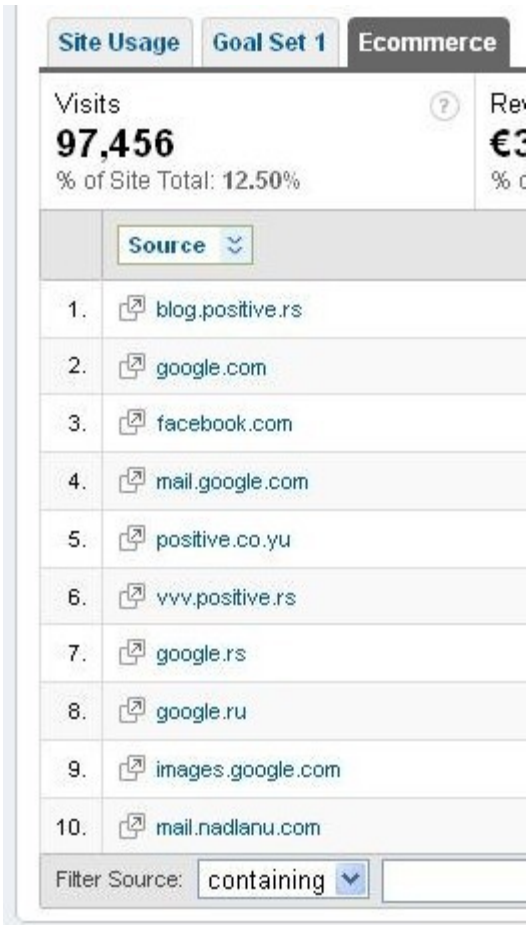 Site Usage Goal Set 1 Ecommerce
Visits ?
97,456
% of Site Total: 12.50%
€3
% o
Source
1. blog.positive.rs
2. google.com
3. facebook.com
4. mail.google.com
5. positive.co.yu
6. vvv.positive.rs
7. google.rs
8. google.ru
9. images.google.com
10. mail.nadlanu.com
Filter Source: containing